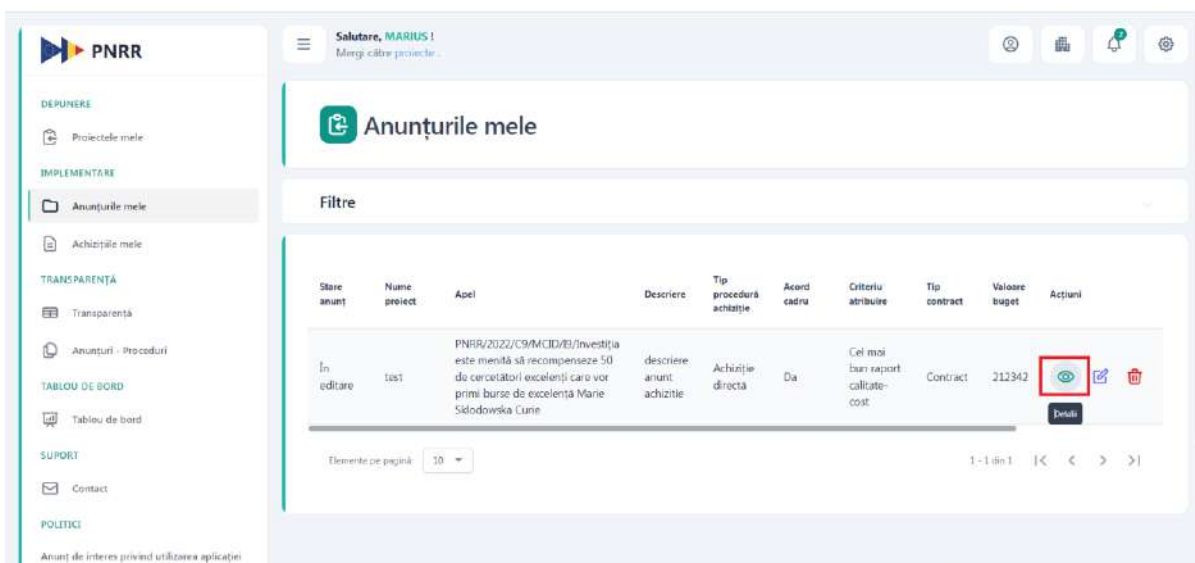 PNRR
Salutare, MARIUS !
Mergi către proiecte..
DEPUNERE
Proiectele mele
IMPLEMENTARE
Anunțurile mele
Achizițiile mele
TRANSPARENȚĂ
Transparență
Anunțuri - Proceduri
TABLOU DE BORD
Tablou de bord
SUPORT
Contact
POLITICI
Anunț de interes privind utilizarea aplicației
Anunțurile mele
Filtre
Stare anunț
Nume proiect
Apel
Descriere
Tip procedură achiziție
Acord cadru
Criteriu atribuire
Tip contract
Valoare buget
Acțiuni
În editare
test
PNRR/2022/C9/MCID/I9/Investiția
este menită să recompenseze 50
de cercetători excelenți care vor
primi burse de excelență Marie
Sklodowska Curie
descriere
anunt
achizitie
Achiziție
directă
Da
Cel mai
bun raport
calitate-
cost
Contract
212342
Detalii
Elemente pe pagină: 10
1 - 1 din 1